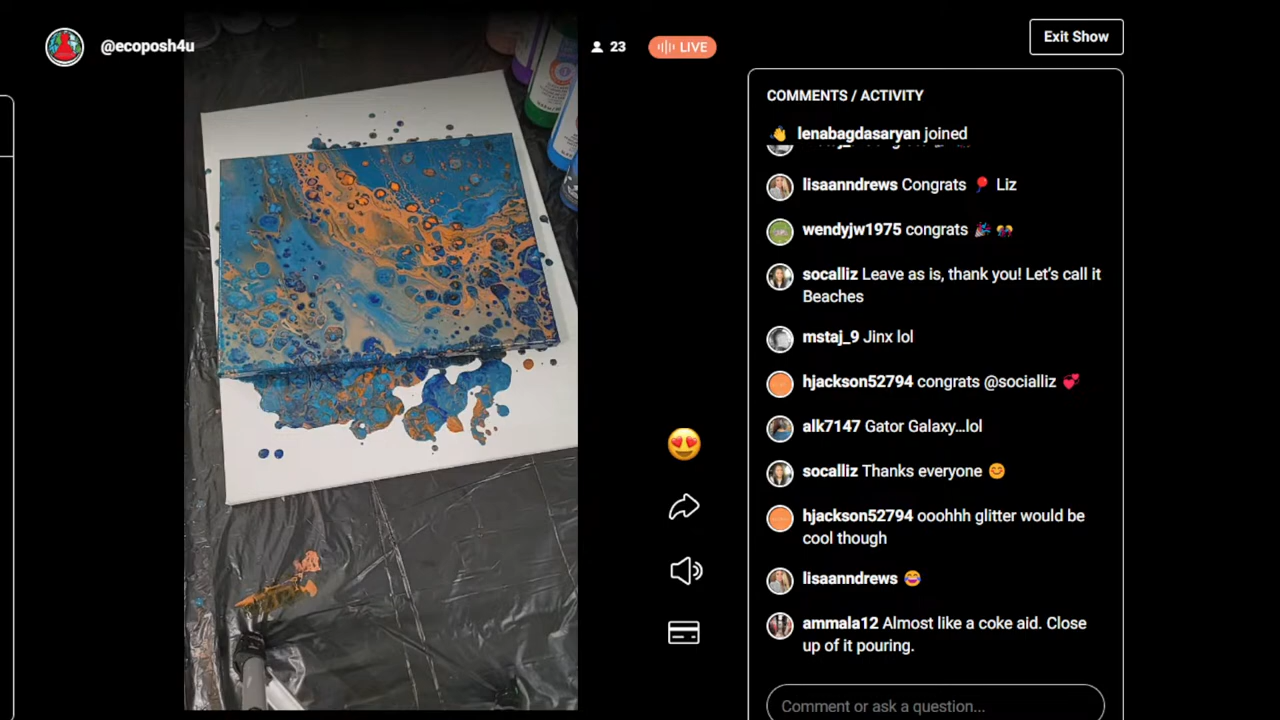 @ecoposh4u
23
LIVE
Exit Show
COMMENTS / ACTIVITY
lenabagdasaryan joined
lisaanndrews Congrats 🎈 Liz
wendyjw1975 congrats 🎉 🎊
socalliz Leave as is, thank you! Let's call it
Beaches
mstaj_9 Jinx lol
hjackson52794 congrats @socialliz 💞
alk7147 Gator Galaxy...lol
socalliz Thanks everyone 😊
hjackson52794 ooohhh glitter would be
cool though
lisaanndrews 😂
ammala12 Almost like a coke aid. Close
up of it pouring.
Comment or ask a question...